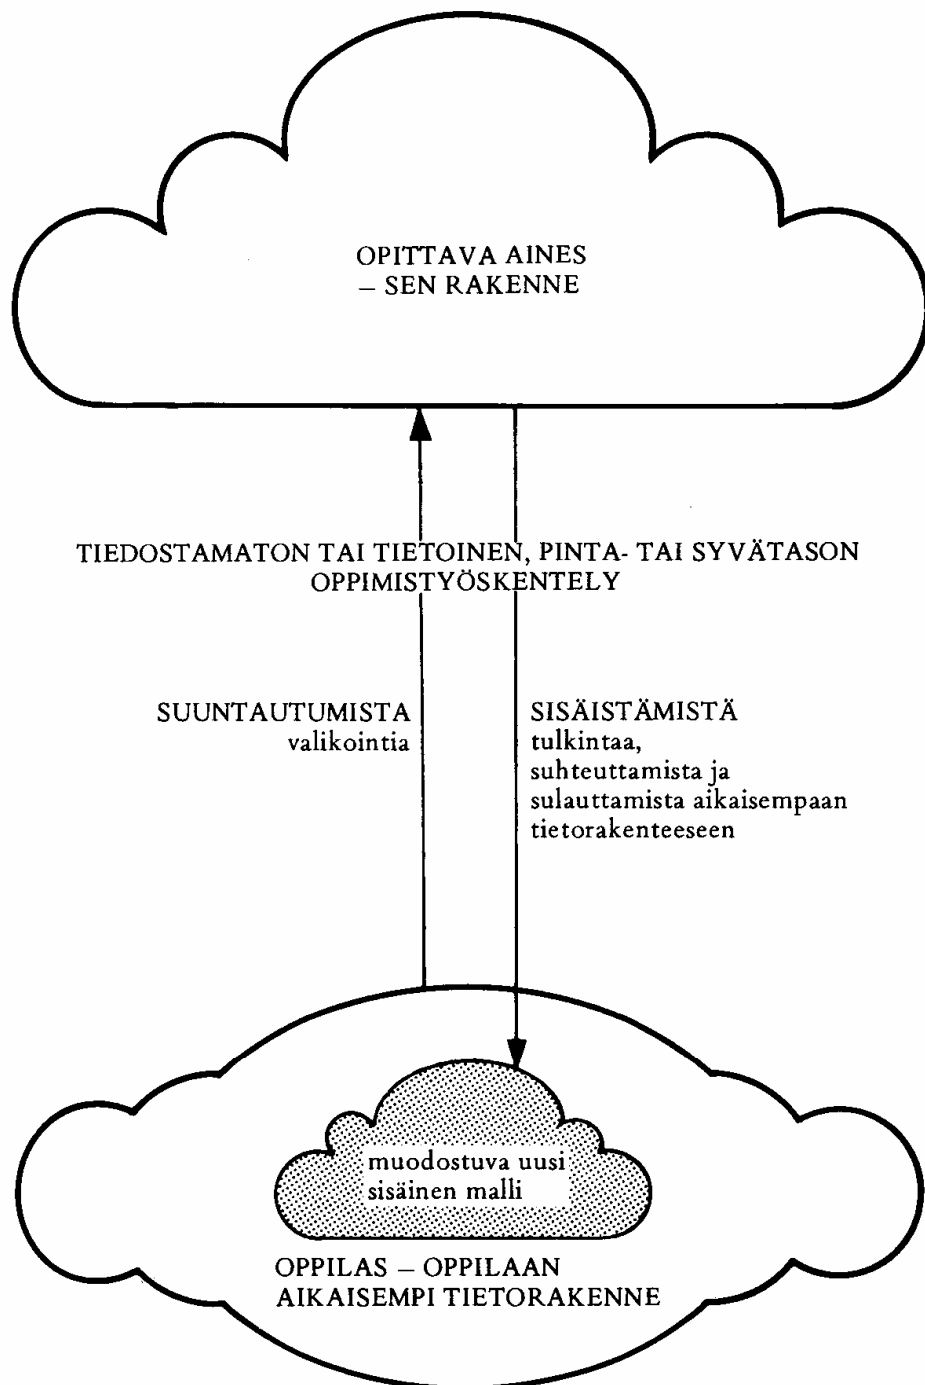 OPITTAVA AINES
– SEN RAKENNE
TIEDOSTAMATON TAI TIETOINEN, PINTA- TAI SYVÄTASON
OPPIMISTYÖSKENTELY
SUUNTAUTUMISTA
valikointia
SISÄISTÄMISTÄ
tulkintaa,
suhteuttamista ja
sulauttamista aikaisempaan
tietorakenteeseen
muodostuva uusi
sisäinen malli
OPPILAS – OPPILAAN
AIKAISEMPI TIETORAKENNE